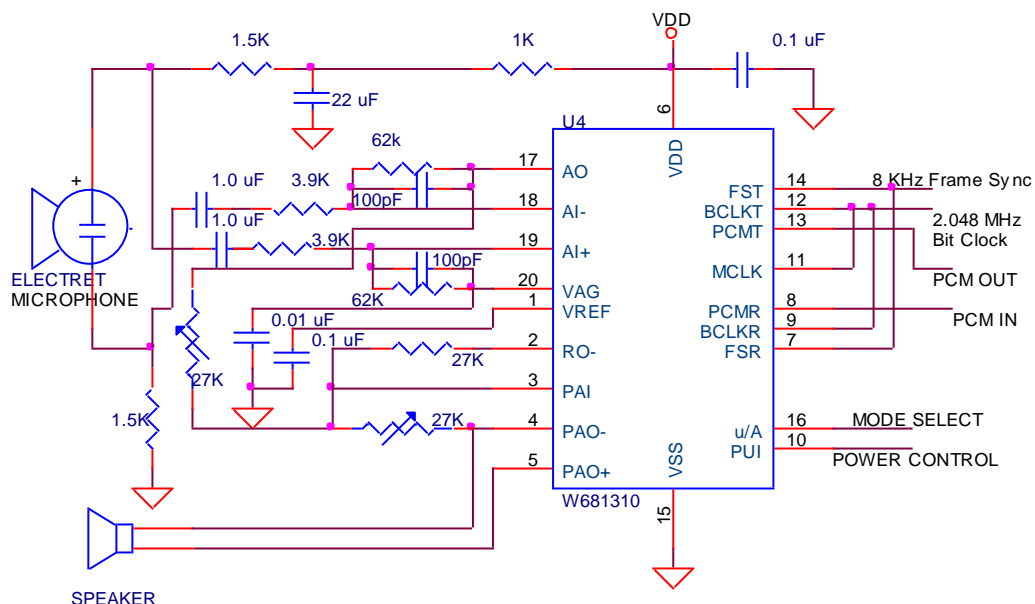 VDD
1.5K
1K
0.1 uF
22 uF
6
U4
62k
17
AO
VDD
FST
14
8 KHz Frame Sync
1.0 uF
3.9K
100pF
18
AI-
BCLKT
12
2.048 MHz
Bit Clock
1.0 uF
PCMT
13
+
-
3.9K
19
AI+
100pF
MCLK
11
PCM OUT
ELECTRET
MICROPHONE
62K
20
VAG
1
VREF
PCMR
8
PCM IN
0.01 uF
0.1 uF
BCLKR
9
27K
2
RO-
FSR
7
27K
3
PAI
1.5K
27K
4
PAO-
u/A
16
MODE SELECT
PUI
10
POWER CONTROL
5
PAO+
VSS
W681310
15
SPEAKER